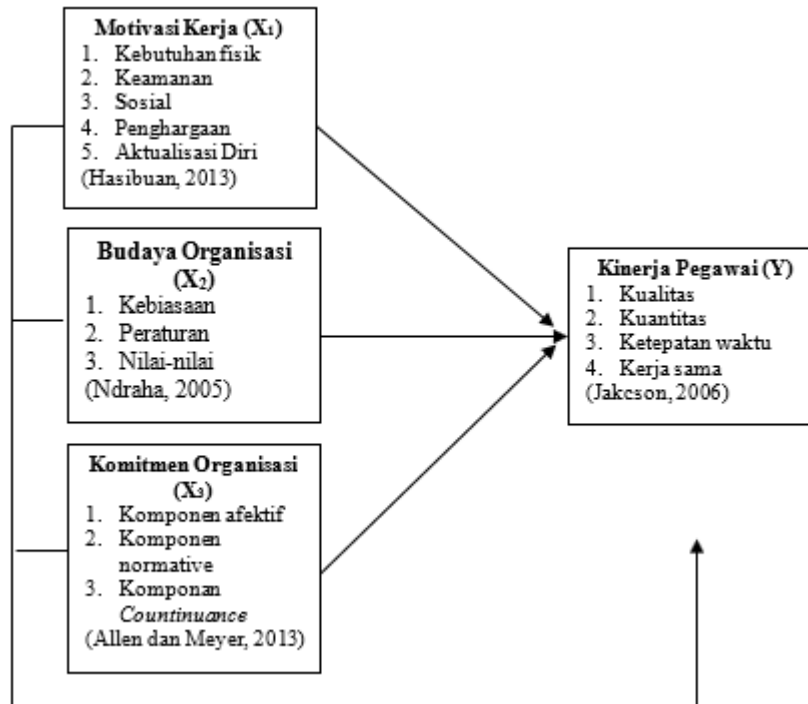 Motivasi Kerja (X₁)
1. Kebutuhan fisik
2. Keamanan
3. Sosial
4. Penghargaan
5. Aktualisasi Diri
(Hasibuan, 2013)
Budaya Organisasi
(X₂)
1. Kebiasaan
2. Peraturan
3. Nilai-nilai
(Ndraha, 2005)
Komitmen Organisasi
(X₃)
1. Komponen afektif
2. Komponen
normative
3. Komponan
Countinuance
(Allen dan Meyer, 2013)
Kinerja Pegawai (Y)
1. Kualitas
2. Kuantitas
3. Ketepatan waktu
4. Kerja sama
(Jakcson, 2006)